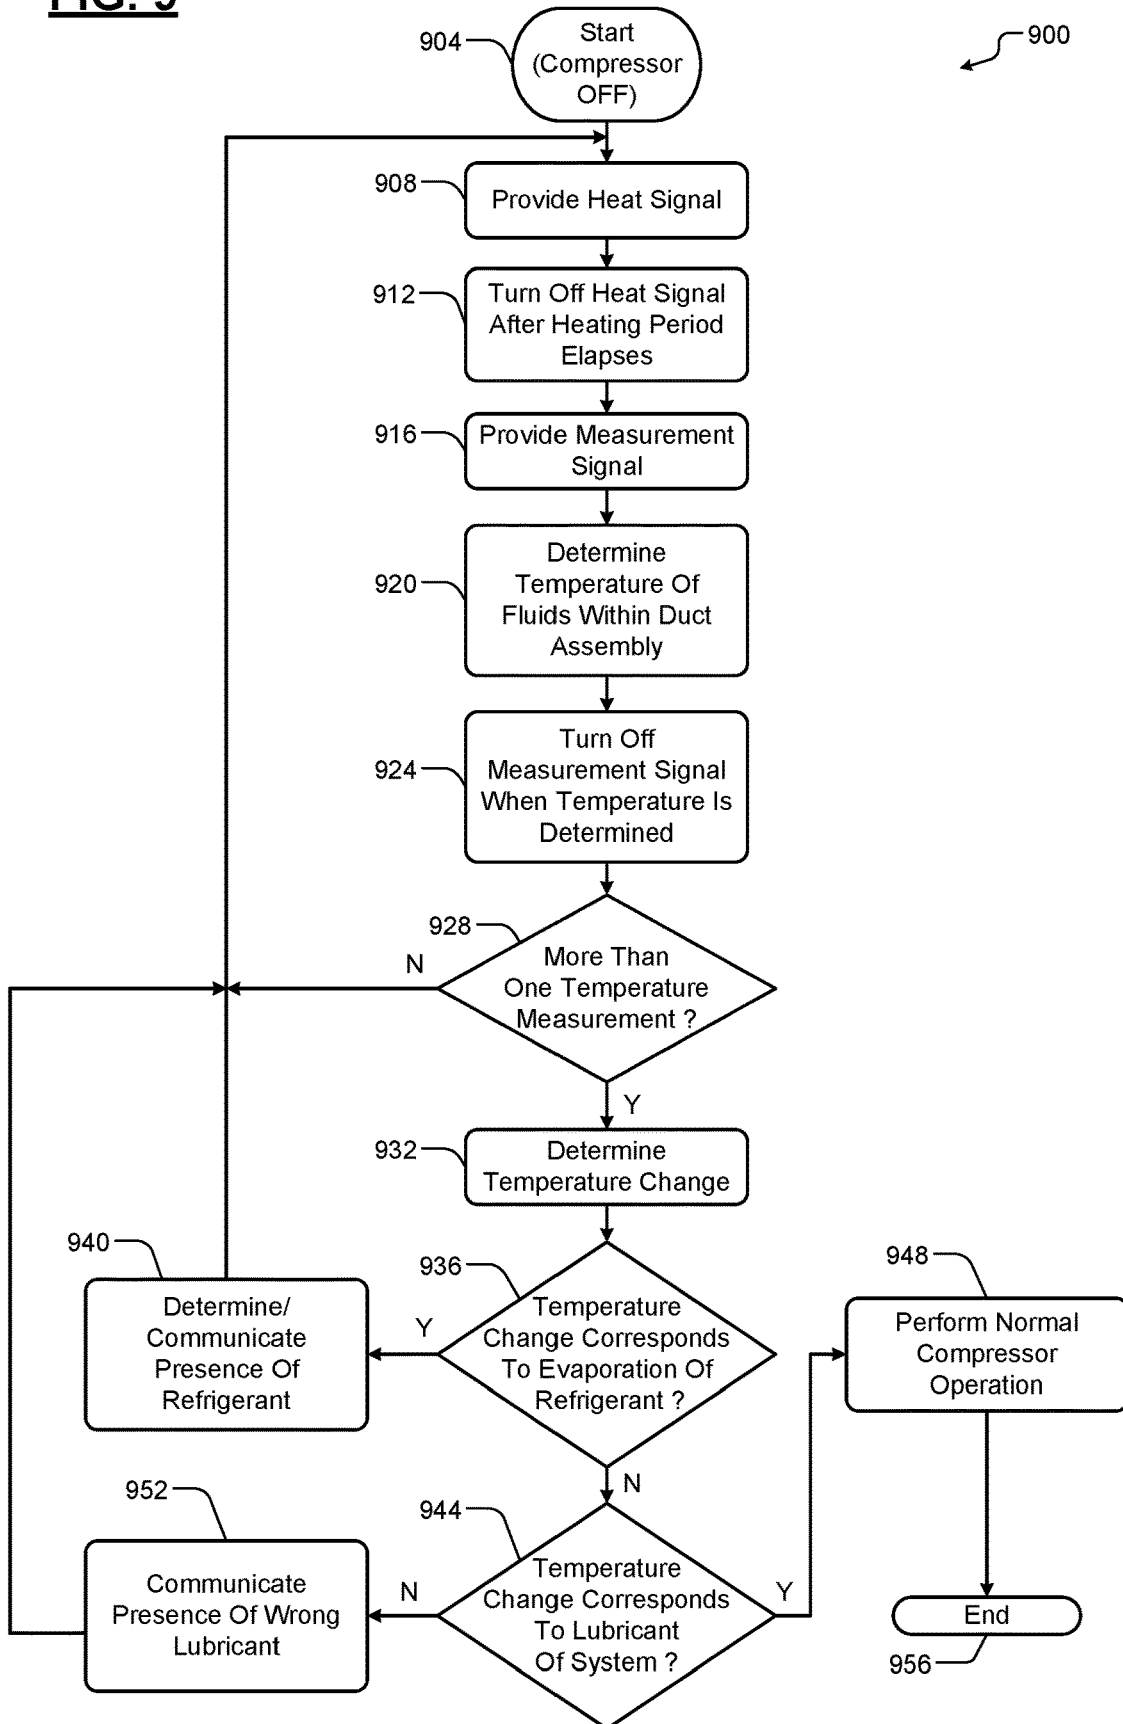 FIG. 9
900
904
Start
(Compressor
OFF)
908
Provide Heat Signal
912
Turn Off Heat Signal
After Heating Period
Elapses
916
Provide Measurement
Signal
920
Determine
Temperature Of
Fluids Within Duct
Assembly
924
Turn Off
Measurement Signal
When Temperature Is
Determined
928
More Than
One Temperature
Measurement ?
N
Y
932
Determine
Temperature Change
936
Temperature
Change Corresponds
To Evaporation Of
Refrigerant ?
Y
N
940
Determine/
Communicate
Presence Of
Refrigerant
944
Temperature
Change Corresponds
To Lubricant
Of System ?
N
Y
952
Communicate
Presence Of Wrong
Lubricant
948
Perform Normal
Compressor
Operation
End
956